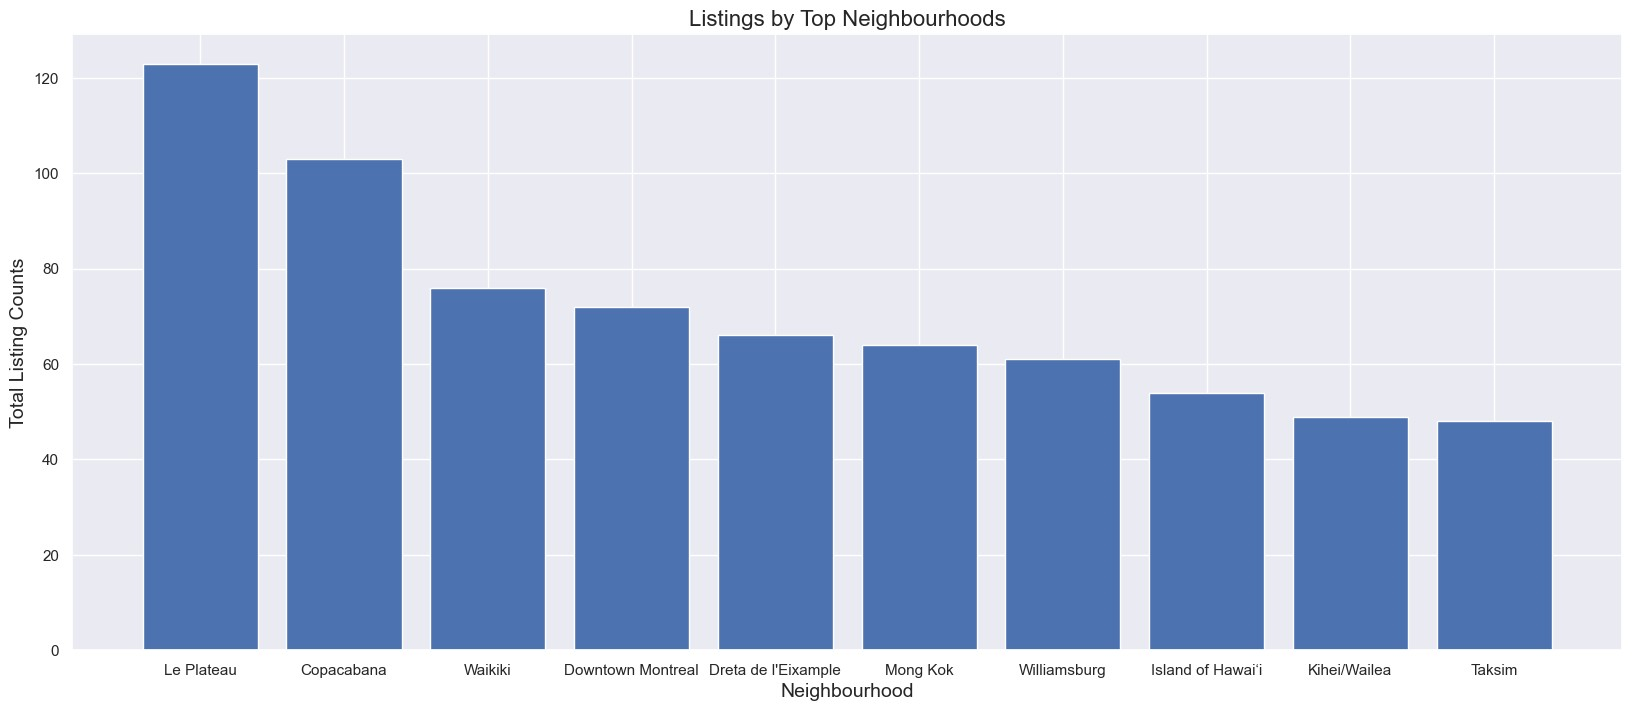 Listings by Top Neighbourhoods
120
100
80
60
40
20
0
Total Listing Counts
Le Plateau Copacabana Waikiki Downtown Montreal Dreta de l'Eixample Mong Kok Williamsburg Island of Hawaiʻi Kihei/Wailea Taksim
Neighbourhood